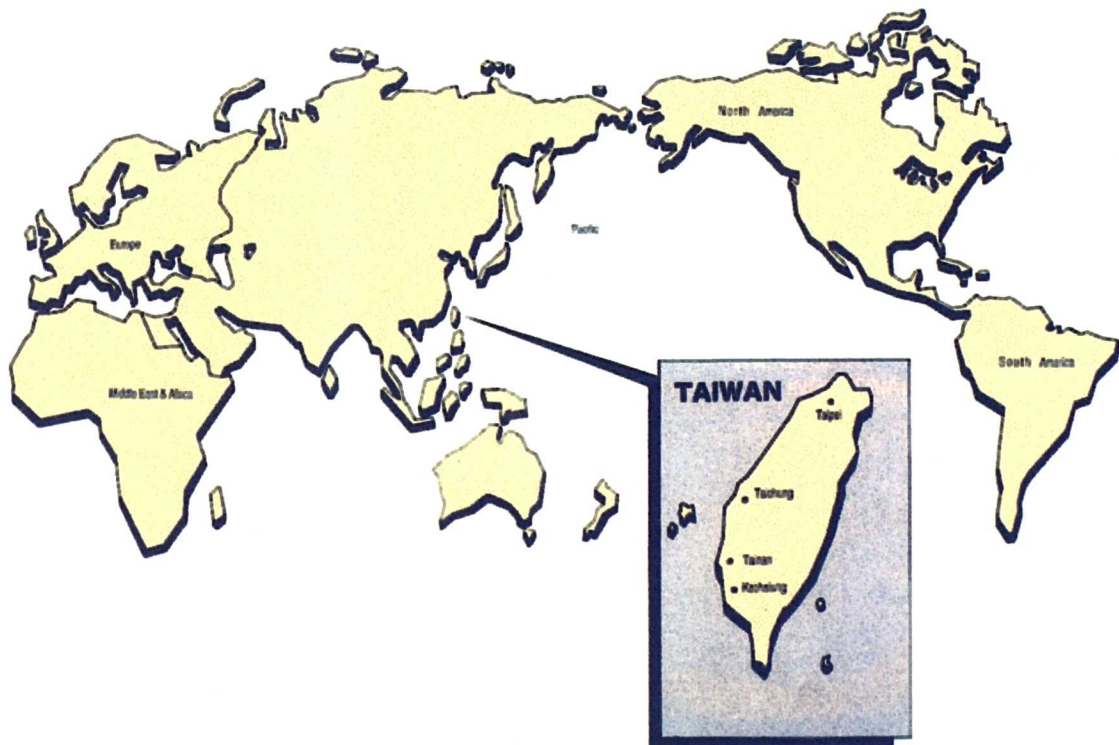 North America
Europe
Pacific
Middle East & Africa
South America
TAIWAN
Taipei
Taichung
Tainan
Kaohsiung